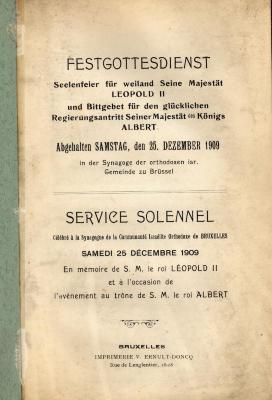 FESTGOTTESDIENST
Seelenfeier für weiland Seine Majestät
LEOPOLD II
und Bittgebet für den glücklichen
Regierungsantritt Seiner Majestät des Königs
ALBERT
Abgehalten SAMSTAG, den 25. DEZEMBER 1909
in der Synagoge der orthodoxen isr.
Gemeinde zu Brüssel
SERVICE SOLENNEL
Célébré à la Synagogue de la Communauté Israélite Orthodoxe de BRUXELLES
SAMEDI 25 DÉCEMBRE 1909
En mémoire de S. M. le roi LÉOPOLD II
et à l'occasion de
l'avènement au trône de S. M. le roi ALBERT
BRUXELLES
IMPRIMERIE V. ERNULT-DONCQ
Rue de Lenglentier,